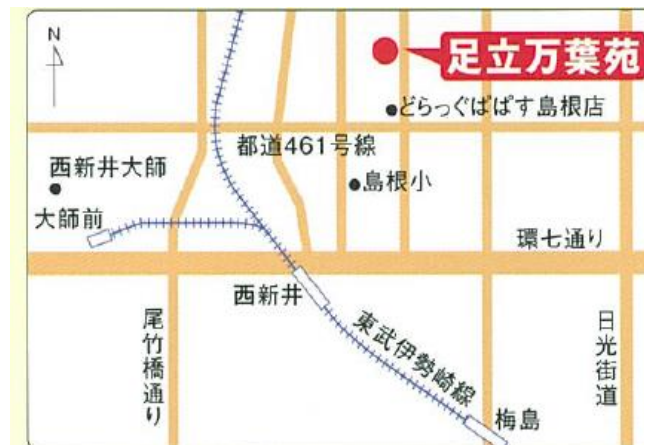 N
足立万葉苑
どらっぐぱぱす島根店
都道461号線
西新井大師
島根小
大師前
環七通り
西新井
尾竹橋通り
東武伊勢崎線
日光街道
梅島